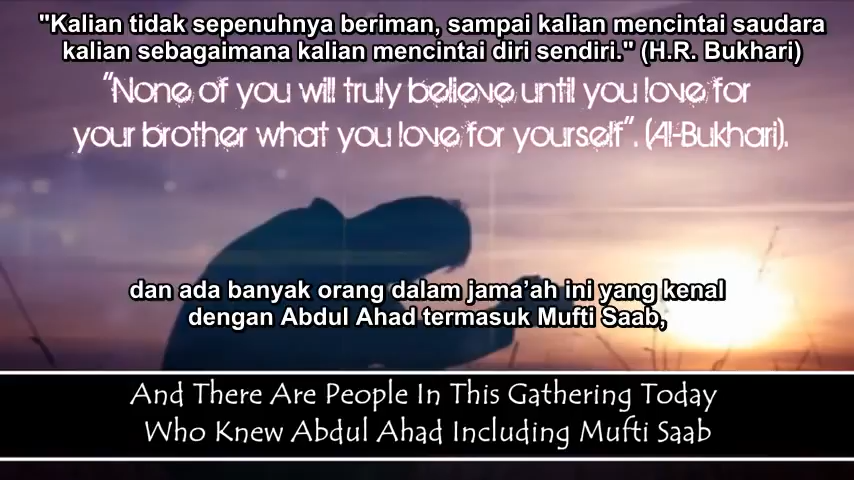 "Kalian tidak sepenuhnya beriman, sampai kalian mencintai saudara
kalian sebagaimana kalian mencintai diri sendiri." (H.R. Bukhari)
"None of you will truly believe until you love for
your brother what you love for yourself". (Al-Bukhari).
dan ada banyak orang dalam jama’ah ini yang kenal
dengan Abdul Ahad termasuk Mufti Saab,
And There Are People In This Gathering Today
Who Knew Abdul Ahad Including Mufti Saab